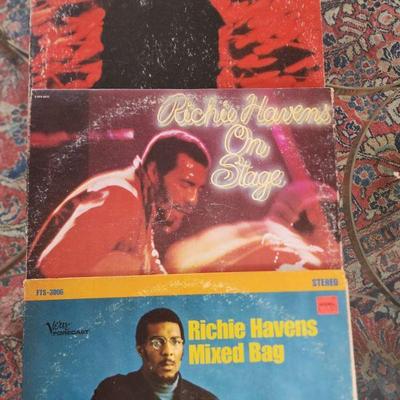 Richie Havens
On
Stage
FTS-3006
STEREO
Verve
FORECAST
Richie Havens
Mixed Bag